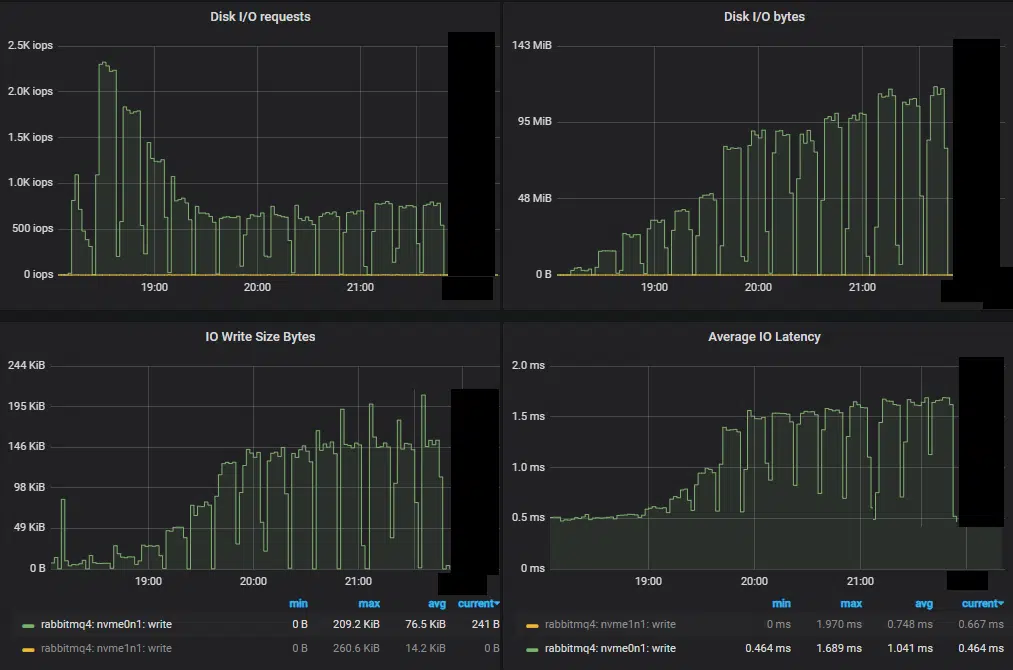 Disk I/O requests
2.5K iops
2.0K iops
1.5K iops
1.0K iops
500 iops
0 iops
19:00 20:00 21:00
Disk I/O bytes
143 MiB
95 MiB
48 MiB
0 B
19:00 20:00 21:00
IO Write Size Bytes
244 KiB
195 KiB
146 KiB
98 KiB
49 KiB
0 B
19:00 20:00 21:00
min max avg current
rabbitmq4: nvme0n1: write 0 B 209.2 KiB 76.5 KiB 241 B
rabbitmq4: nvme1n1: write 0 B 260.6 KiB 14.2 KiB 0 B
Average IO Latency
2.0 ms
1.5 ms
1.0 ms
0.5 ms
0 ms
19:00 20:00 21:00
min max avg current
rabbitmq4: nvme1n1: write 0 ms 1.970 ms 0.748 ms 0.667 ms
rabbitmq4: nvme0n1: write 0.464 ms 1.689 ms 1.041 ms 0.464 ms